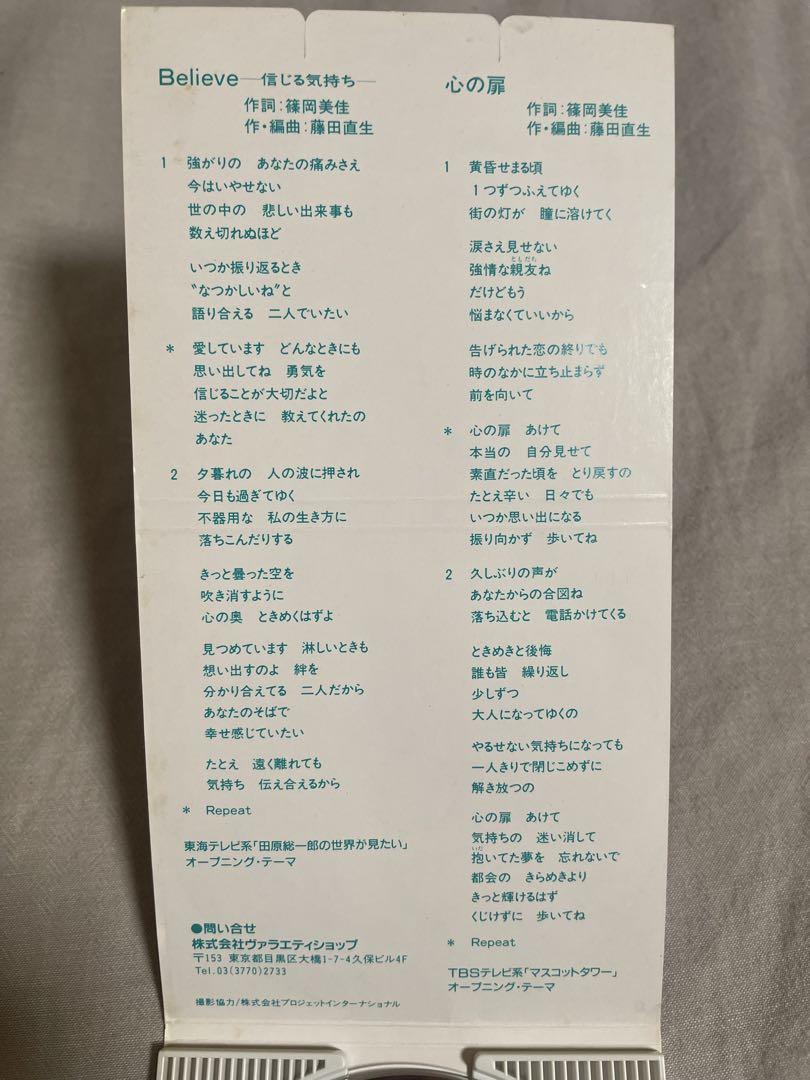 Believe—信じる気持ち—
作詞：篠岡美佳
作・編曲：藤田直生
1 強がりの あなたの痛みさえ
今はいやせない
世の中の 悲しい出来事も
数え切れぬほど
いつか振り返るとき
“なつかしいね”と
語り合える 二人でいたい
* 愛しています どんなときにも
思い出してね 勇気を
信じることが大切だよと
迷ったときに 教えてくれたの
あなた
2 夕暮れの 人の波に押され
今日も過ぎてゆく
不器用な 私の生き方に
落ちこんだりする
きっと曇った空を
吹き消すように
心の奥 ときめくはずよ
見つめています 淋しいときも
想い出すのよ 絆を
分かり合えてる 二人だから
あなたのそばで
幸せ感じていたい
たとえ 遠く離れても
気持ち 伝え合えるから
* Repeat
東海テレビ系「田原総一郎の世界が見たい」
オープニング・テーマ
●問い合せ
株式会社ヴァラエティショップ
〒153 東京都目黒区大橋1-7-4久保ビル4F
Tel.03(3770)2733
撮影協力/株式会社プロジェットインターナショナル
心の扉
作詞：篠岡美佳
作・編曲：藤田直生
1 黄昏せまる頃
1つずつふえてゆく
街の灯が 瞳に溶けてく
涙さえ見せない
強情な親友ね
ともだち
だけどもう
悩まなくていいから
告げられた恋の終りでも
時のなかに立ち止まらず
前を向いて
* 心の扉 あけて
本当の 自分見せて
素直だった頃を とり戻すの
たとえ辛い 日々でも
いつか思い出になる
振り向かず 歩いてね
2 久しぶりの声が
あなたからの合図ね
落ち込むと 電話かけてくる
ときめきと後悔
誰も皆 繰り返し
少しずつ
大人になってゆくの
やるせない気持ちになっても
一人きりで閉じこめずに
解き放つの
心の扉 あけて
気持ちの 迷い消して
いだ
抱いてた夢を 忘れないで
都会の きらめきより
きっと輝けるはず
くじけずに 歩いてね
* Repeat
TBSテレビ系「マスコットタワー」
オープニング・テーマ